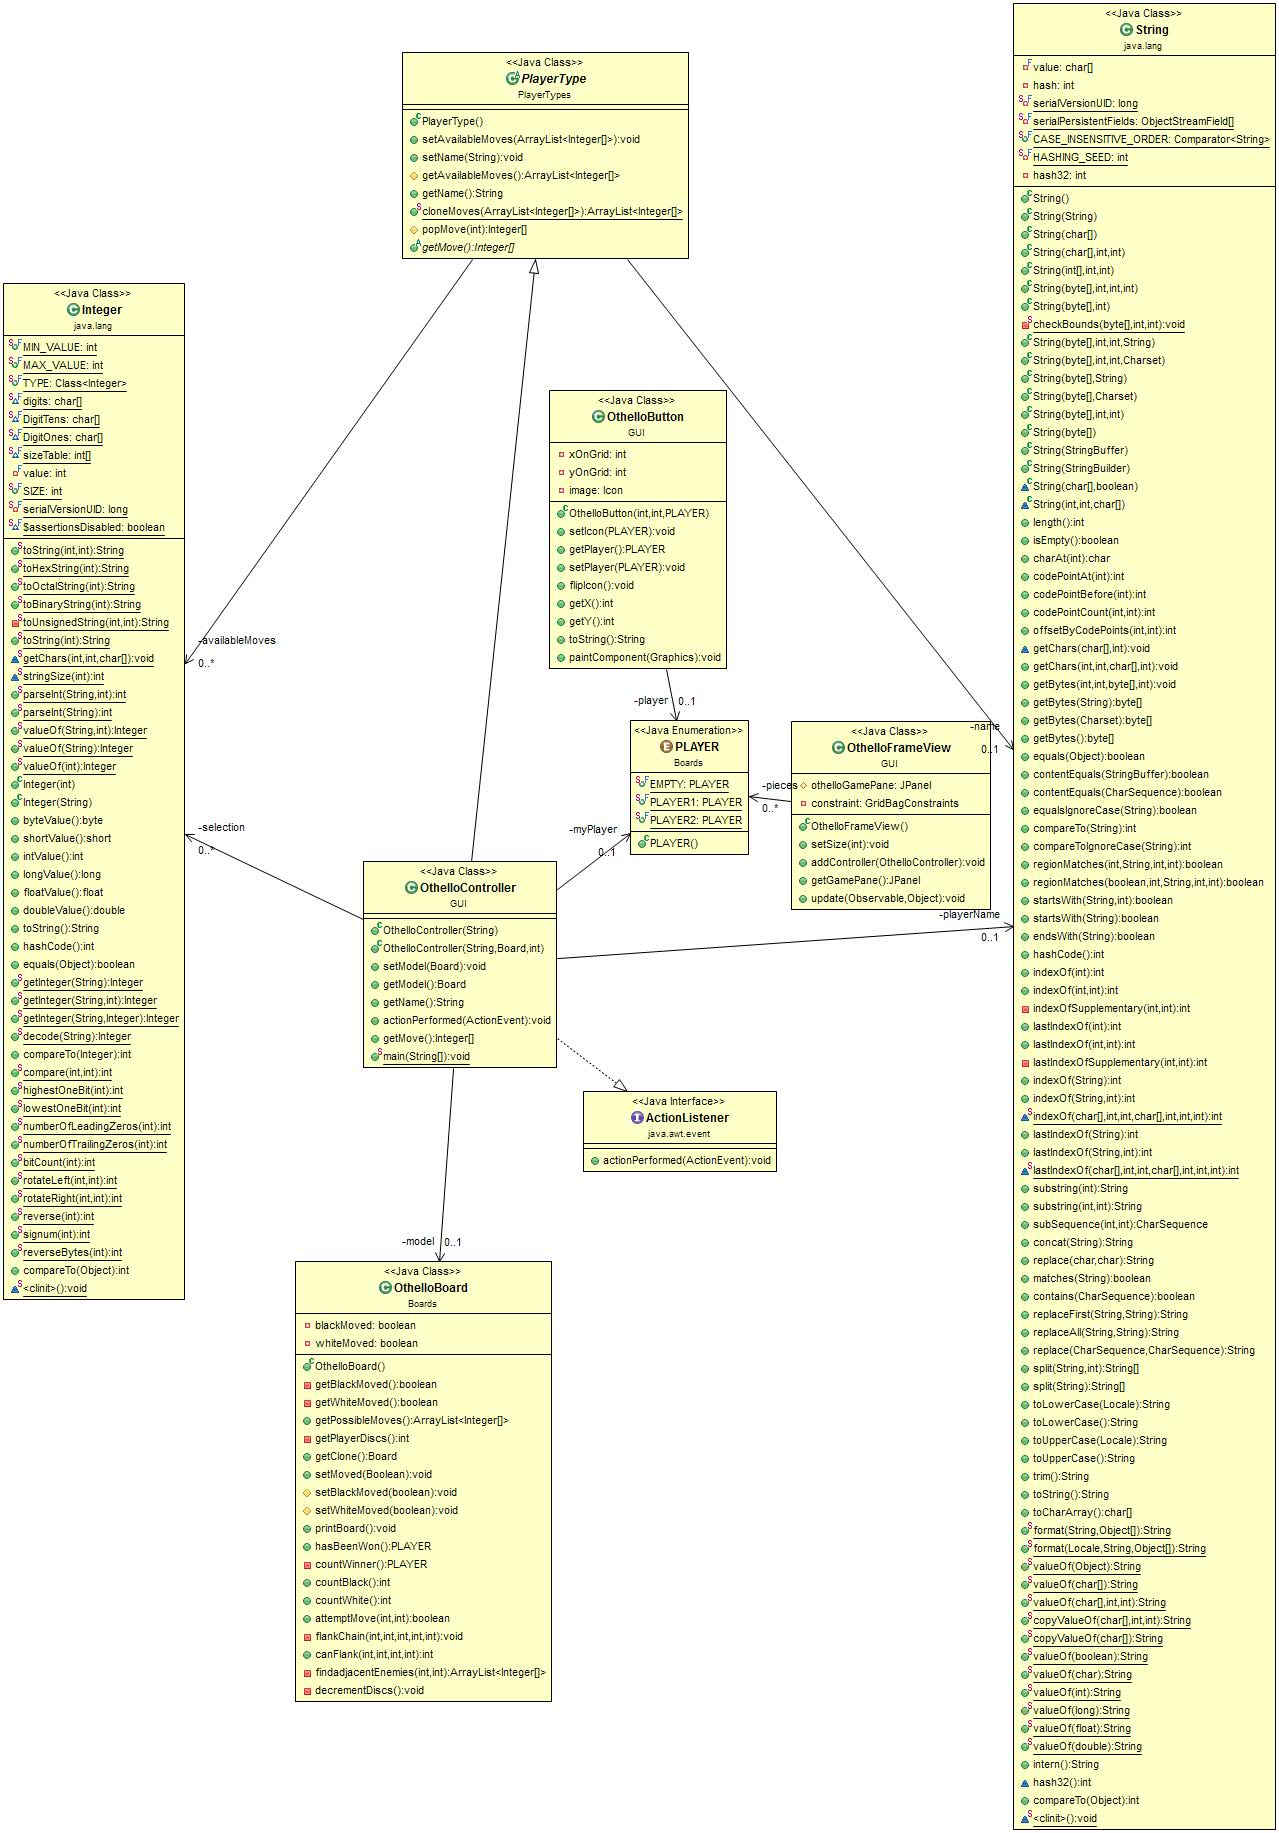 <<Java Class>>
PlayerType
PlayerTypes
PlayerType()
setAvailableMoves(ArrayList<Integer[]>):void
setName(String):void
getAvailableMoves():ArrayList<Integer[]>
getName():String
cloneMoves(ArrayList<Integer[]>):ArrayList<Integer[]>
popMove(int):Integer[]
getMove():Integer[]
<<Java Class>>
Integer
java.lang
MIN_VALUE: int
MAX_VALUE: int
TYPE: Class<Integer>
digits: char[]
DigitTens: char[]
DigitOnes: char[]
sizeTable: int[]
value: int
SIZE: int
serialVersionUID: long
$assertionsDisabled: boolean
toString(int,int):String
toHexString(int):String
toOctalString(int):String
toBinaryString(int):String
toUnsignedString(int,int):String
toString(int):String
getChars(int,int,char[]):void
stringSize(int):int
parseInt(String,int):int
parseInt(String):int
valueOf(String,int):Integer
valueOf(String):Integer
valueOf(int):Integer
Integer(int)
Integer(String)
byteValue():byte
shortValue():short
intValue():int
longValue():long
floatValue():float
doubleValue():double
toString():String
hashCode():int
equals(Object):boolean
getInteger(String):Integer
getInteger(String,int):Integer
getInteger(String,Integer):Integer
decode(String):Integer
compareTo(Integer):int
compare(int,int):int
highestOneBit(int):int
lowestOneBit(int):int
numberOfLeadingZeros(int):int
numberOfTrailingZeros(int):int
bitCount(int):int
rotateLeft(int,int):int
rotateRight(int,int):int
reverse(int):int
signum(int):int
reverseBytes(int):int
compareTo(Object):int
<clinit>():void
-availableMoves
0..*
-selection
0..*
<<Java Class>>
OthelloButton
GUI
xOnGrid: int
yOnGrid: int
image: Icon
OthelloButton(int,int,PLAYER)
setIcon(PLAYER):void
getPlayer():PLAYER
setPlayer(PLAYER):void
flipIcon():void
getX():int
getY():int
toString():String
paintComponent(Graphics):void
-player
0..1
<<Java Enumeration>>
PLAYER
Boards
EMPTY: PLAYER
PLAYER1: PLAYER
PLAYER2: PLAYER
PLAYER()
-pieces
0..*
<<Java Class>>
OthelloFrameView
GUI
othelloGamePane: JPanel
constraint: GridBagConstraints
OthelloFrameView()
setSize(int):void
addController(OthelloController):void
getGamePane():JPanel
update(Observable,Object):void
-name
0..1
-myPlayer
0..1
-playerName
0..1
<<Java Class>>
OthelloController
GUI
OthelloController(String)
OthelloController(String,Board,int)
setModel(Board):void
getModel():Board
getName():String
actionPerformed(ActionEvent):void
getMove():Integer[]
main(String[]):void
<<Java Interface>>
ActionListener
java.awt.event
actionPerformed(ActionEvent):void
-model
0..1
<<Java Class>>
OthelloBoard
Boards
blackMoved: boolean
whiteMoved: boolean
OthelloBoard()
getBlackMoved():boolean
getWhiteMoved():boolean
getPossibleMoves():ArrayList<Integer[]>
getPlayerDiscs():int
getClone():Board
setMoved(Boolean):void
setBlackMoved(boolean):void
setWhiteMoved(boolean):void
printBoard():void
hasBeenWon():PLAYER
countWinner():PLAYER
countBlack():int
countWhite():int
attemptMove(int,int):boolean
flankChain(int,int,int,int,int):void
canFlank(int,int,int,int):int
findadjacentEnemies(int,int):ArrayList<Integer[]>
decrementDiscs():void
<<Java Class>>
String
java.lang
value: char[]
hash: int
serialVersionUID: long
serialPersistentFields: ObjectStreamField[]
CASE_INSENSITIVE_ORDER: Comparator<String>
HASHING_SEED: int
hash32: int
String()
String(String)
String(char[])
String(char[],int,int)
String(int[],int,int)
String(byte[],int,int,int)
String(byte[],int)
checkBounds(byte[],int,int):void
String(byte[],int,int,String)
String(byte[],int,int,Charset)
String(byte[],String)
String(byte[],Charset)
String(byte[],int,int)
String(byte[])
String(StringBuffer)
String(StringBuilder)
String(char[],boolean)
String(int,int,char[])
length():int
isEmpty():boolean
charAt(int):char
codePointAt(int):int
codePointBefore(int):int
codePointCount(int,int):int
offsetByCodePoints(int,int):int
getChars(char[],int):void
getChars(int,int,char[],int):void
getBytes(int,int,byte[],int):void
getBytes(String):byte[]
getBytes(Charset):byte[]
getBytes():byte[]
equals(Object):boolean
contentEquals(StringBuffer):boolean
contentEquals(CharSequence):boolean
equalsIgnoreCase(String):boolean
compareTo(String):int
compareToIgnoreCase(String):int
regionMatches(int,String,int,int):boolean
regionMatches(boolean,int,String,int,int):boolean
startsWith(String,int):boolean
startsWith(String):boolean
endsWith(String):boolean
hashCode():int
indexOf(int):int
indexOf(int,int):int
indexOfSupplementary(int,int):int
lastIndexOf(int):int
lastIndexOf(int,int):int
lastIndexOfSupplementary(int,int):int
indexOf(String):int
indexOf(String,int):int
indexOf(char[],int,int,char[],int,int,int):int
lastIndexOf(String):int
lastIndexOf(String,int):int
lastIndexOf(char[],int,int,char[],int,int,int):int
substring(int):String
substring(int,int):String
subSequence(int,int):CharSequence
concat(String):String
replace(char,char):String
matches(String):boolean
contains(CharSequence):boolean
replaceFirst(String,String):String
replaceAll(String,String):String
replace(CharSequence,CharSequence):String
split(String,int):String[]
split(String):String[]
toLowerCase(Locale):String
toLowerCase():String
toUpperCase(Locale):String
toUpperCase():String
trim():String
toString():String
toCharArray():char[]
format(String,Object[]):String
format(Locale,String,Object[]):String
valueOf(Object):String
valueOf(char[]):String
valueOf(char[],int,int):String
copyValueOf(char[],int,int):String
copyValueOf(char[]):String
valueOf(boolean):String
valueOf(char):String
valueOf(int):String
valueOf(long):String
valueOf(float):String
valueOf(double):String
intern():String
hash32():int
compareTo(Object):int
<clinit>():void